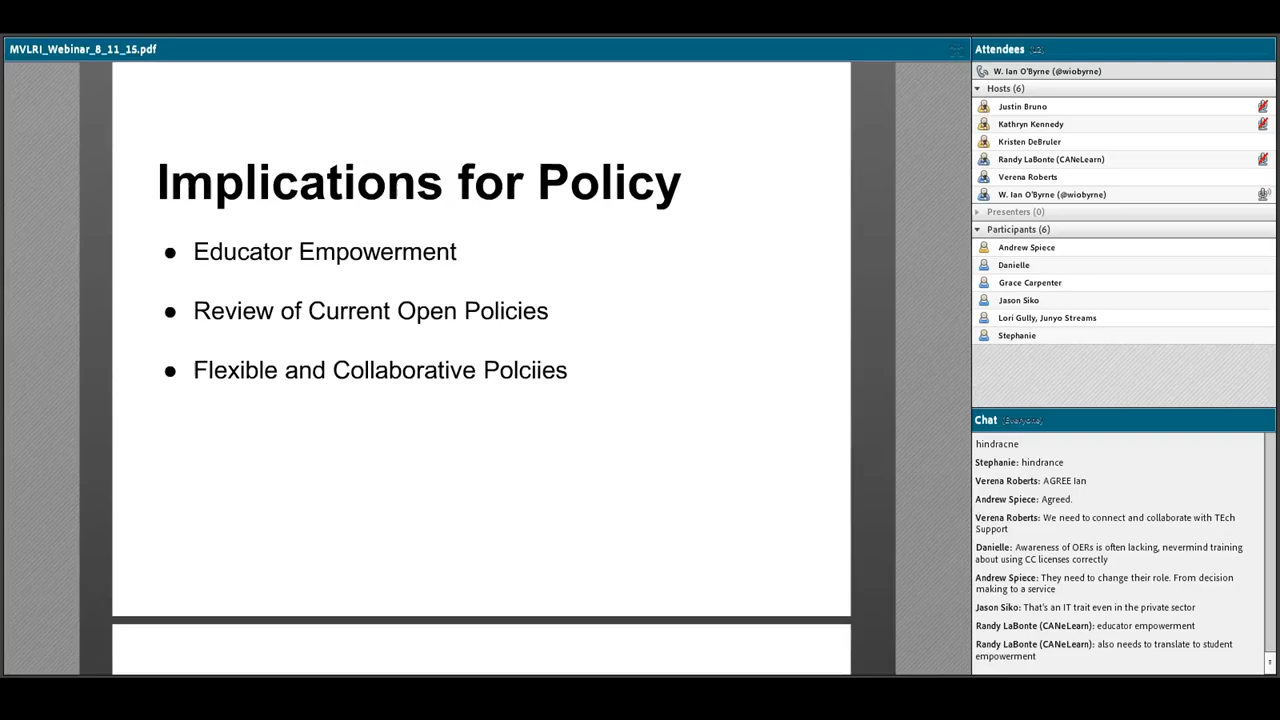 MVLRI_Webinar_8_11_15.pdf
Implications for Policy
● Educator Empowerment
● Review of Current Open Policies
● Flexible and Collaborative Polciies
Attendees (12)
W. Ian O'Byrne (@wiobyrne)
Hosts (6)
Justin Bruno
Kathryn Kennedy
Kristen DeBruler
Randy LaBonte (CANeLearn)
Verena Roberts
W. Ian O'Byrne (@wiobyrne)
Presenters (0)
Participants (6)
Andrew Spiece
Danielle
Grace Carpenter
Jason Siko
Lori Gully, Junyo Streams
Stephanie
Chat (Everyone)
hindracne
Stephanie: hindrance
Verena Roberts: AGREE Ian
Andrew Spiece: Agreed.
Verena Roberts: We need to connect and collaborate with TEch
Support
Danielle: Awareness of OERs is often lacking, nevermind training
about using CC licenses correctly
Andrew Spiece: They need to change their role. From decision
making to a service
Jason Siko: That's an IT trait even in the private sector
Randy LaBonte (CANeLearn): educator empowerment
Randy LaBonte (CANeLearn): also needs to translate to student
empowerment